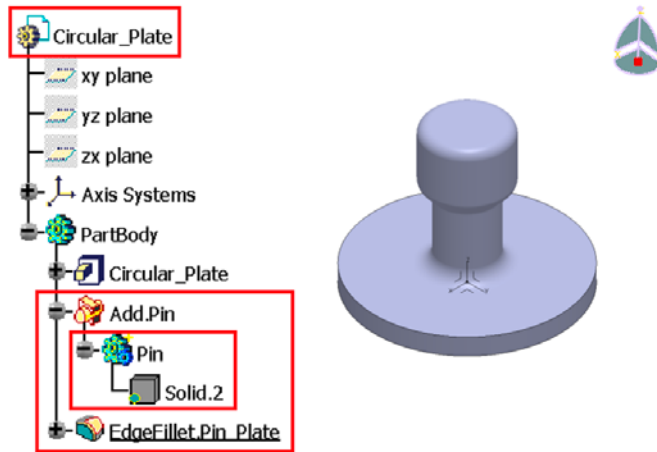 Circular_Plate
xy plane
yz plane
zx plane
Axis Systems
PartBody
Circular_Plate
Add.Pin
Pin
Solid.2
EdgeFillet.Pin_Plate